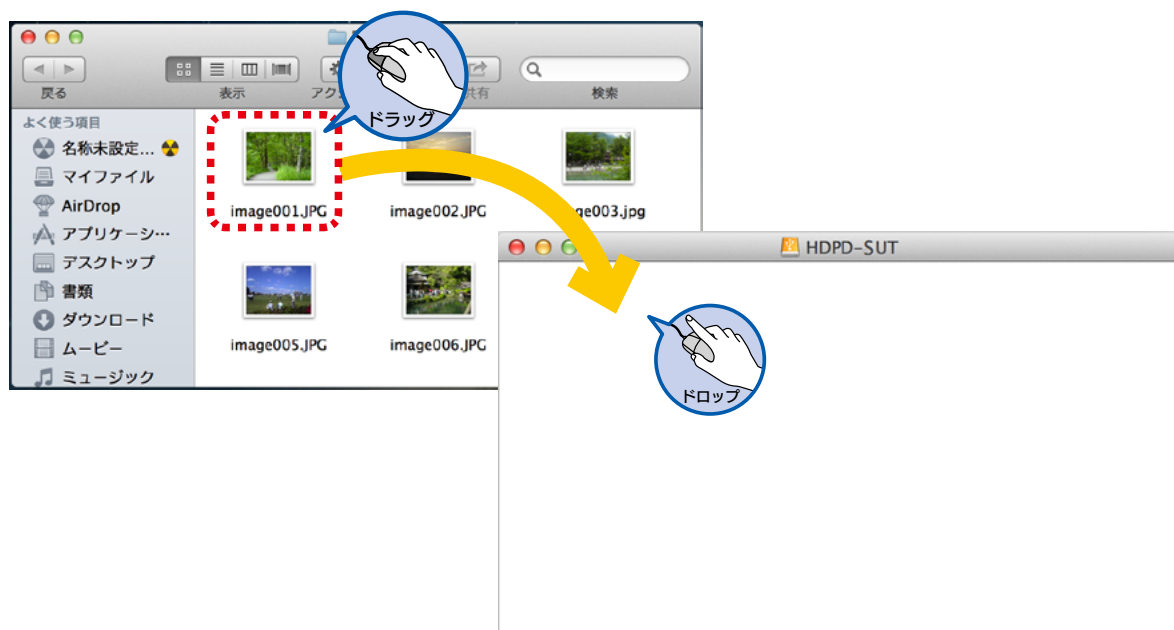 戻る
表示
共有
検索
ドラッグ
よく使う項目
名称未設定...
マイファイル
AirDrop
アプリケーシ…
デスクトップ
書類
ダウンロード
ムービー
ミュージック
image001.JPG
image002.JPG
image005.JPG
image006.JPG
HDPD-SUT
ドロップ